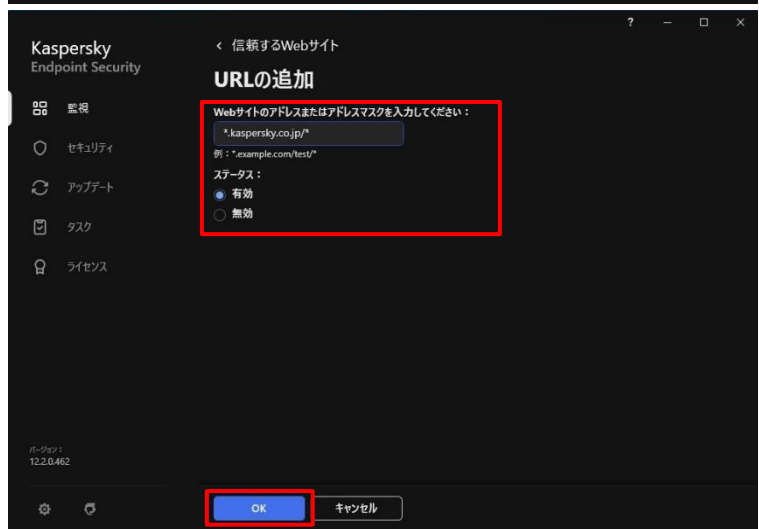 Kaspersky
Endpoint Security
監視
セキュリティ
アップデート
タスク
ライセンス
バージョン：
12.2.0.462
? － □ ×
< 信頼するWebサイト
URLの追加
Webサイトのアドレスまたはアドレスマスクを入力してください：
*.kaspersky.co.jp/*
例：*.example.com/test/*
ステータス：
有効
無効
OK
キャンセル